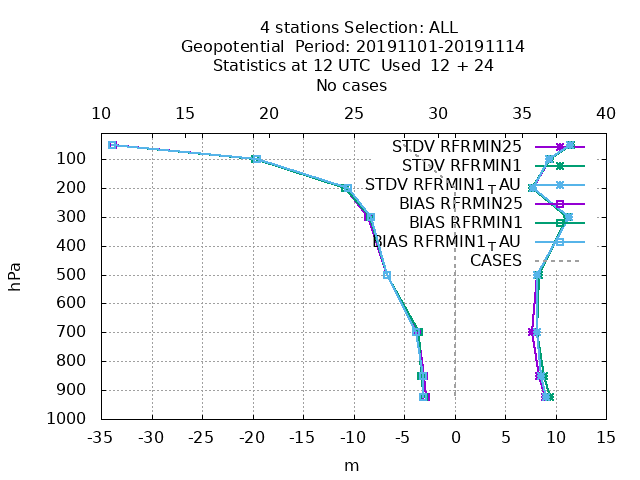 4 stations Selection: ALL
Geopotential  Period: 20191101-20191114
Statistics at 12 UTC  Used  12 + 24
No cases
10 15 20 25 30 35 40
STDV RFRMIN25
STDV RFRMIN1
STDV RFRMIN1_TAU
BIAS RFRMIN25
BIAS RFRMIN1
BIAS RFRMIN1_TAU
CASES
hPa
100
200
300
400
500
600
700
800
900
1000
-35 -30 -25 -20 -15 -10 -5 0 5 10 15
m